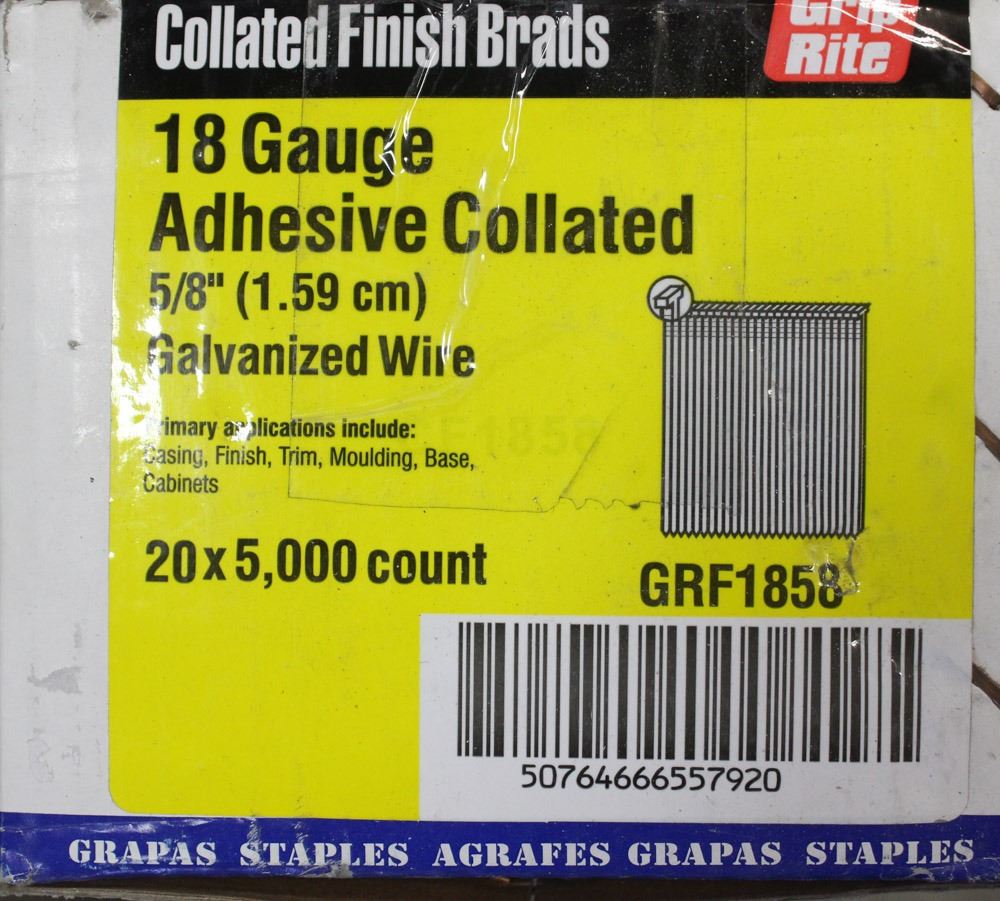 Collated Finish Brads
Grip
Rite
18 Gauge
Adhesive Collated
5/8" (1.59 cm)
Galvanized Wire
Primary applications include:
Casing, Finish, Trim, Moulding, Base,
Cabinets
20 x 5,000 count
GRF1858
50764666557920
GRAPAS STAPLES AGRAFES GRAPAS STAPLES